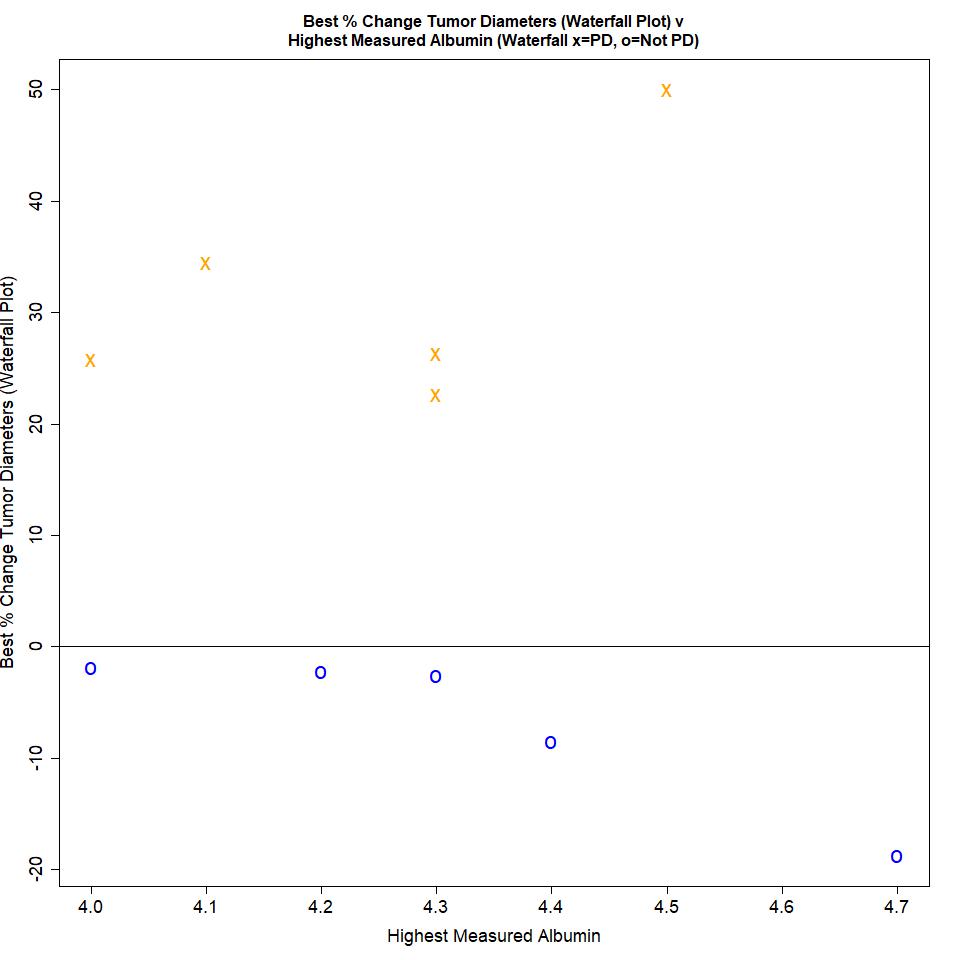 Best % Change Tumor Diameters (Waterfall Plot) v
Highest Measured Albumin (Waterfall x=PD, o=Not PD)
Best % Change Tumor Diameters (Waterfall Plot)
50
40
30
20
10
0
-10
-20
X
X
X
X
X
O
O
O
O
O
4.0 4.1 4.2 4.3 4.4 4.5 4.6 4.7
Highest Measured Albumin